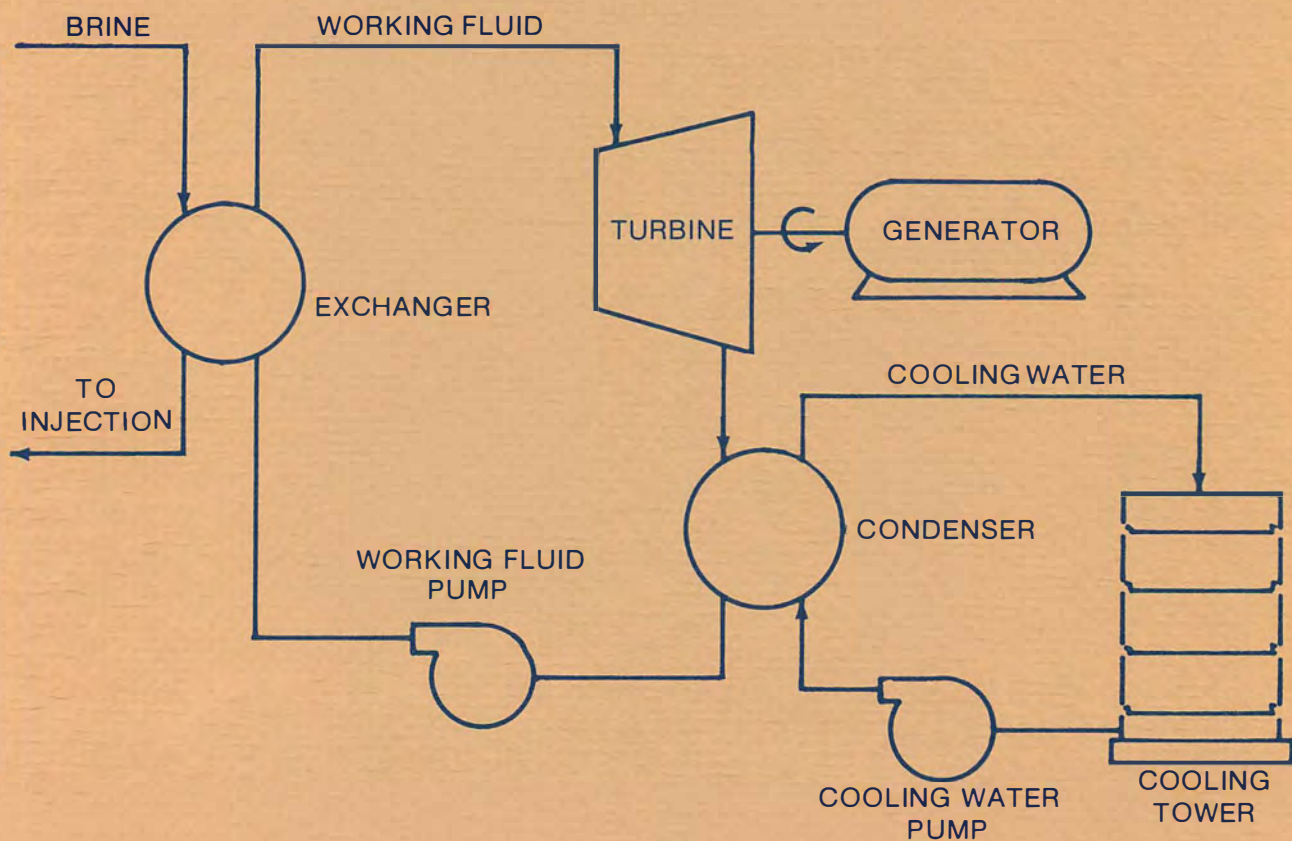 BRINE
WORKING FLUID
TURBINE
GENERATOR
EXCHANGER
TO
INJECTION
COOLING WATER
CONDENSER
WORKING FLUID
PUMP
COOLING WATER
PUMP
COOLING
TOWER